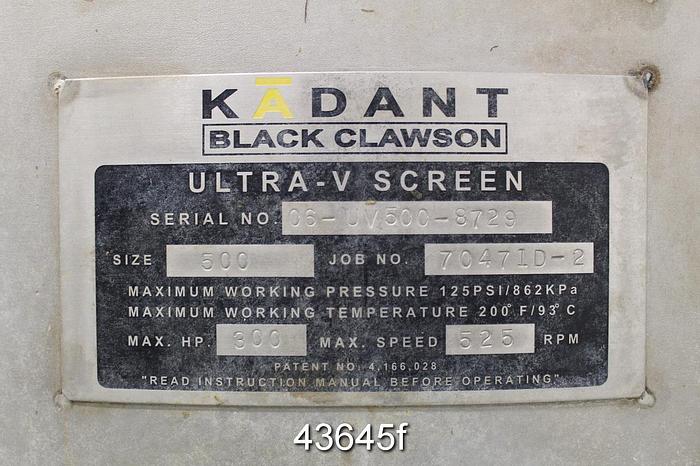 KĀDANT
BLACK CLAWSON
ULTRA-V SCREEN
SERIAL NO. 06-UV500-8729
SIZE 500 JOB NO. 70471D-2
MAXIMUM WORKING PRESSURE 125PSI/862KPa
MAXIMUM WORKING TEMPERATURE 200°F/93°C
MAX. HP. 300 MAX. SPEED 525 RPM
PATENT NO. 4,166,028
"READ INSTRUCTION MANUAL BEFORE OPERATING"
43645f